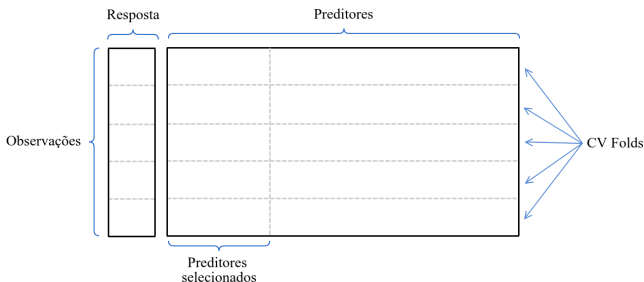 Resposta
Preditores
Observações
CV Folds
Preditores
selecionados